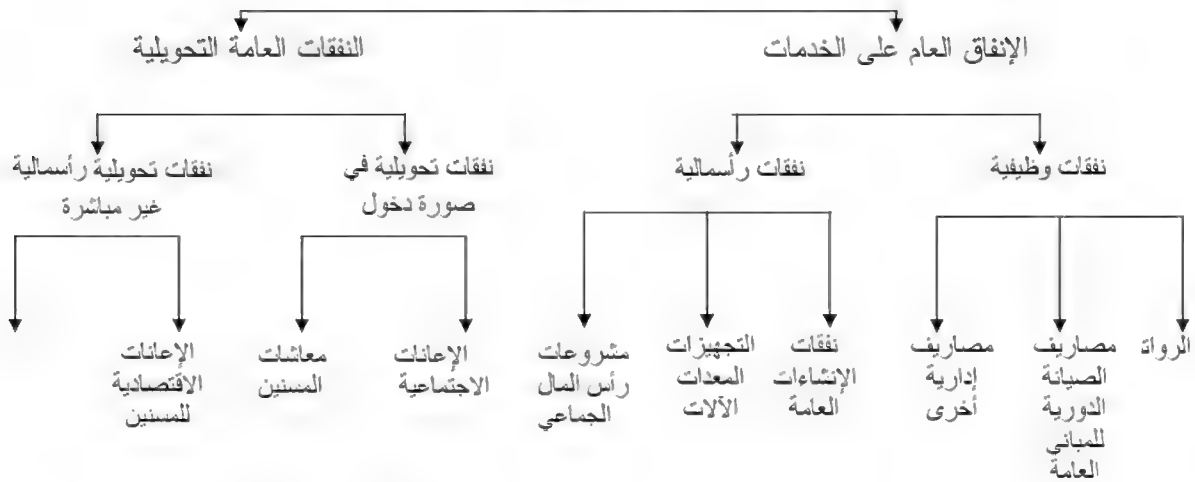 الإنفاق العام على الخدمات
النفقات العامة التحويلية
نفقات وظيفية
نفقات رأسمالية
نفقات تحويلية في
صورة دخول
نفقات تحويلية رأسمالية
غير مباشرة
الروات
مصاريف
الصيانة
الدورية
للمباني
العامة
مصاريف
إدارية
أخرى
نفقات
الإنشاءات
العامة
التجهيزات
المعدات
الآلات
مشروعات
رأس المال
الجماعي
الإعانات
الاجتماعية
معاشات
المسنين
الإعانات
الاقتصادية
للمسنين